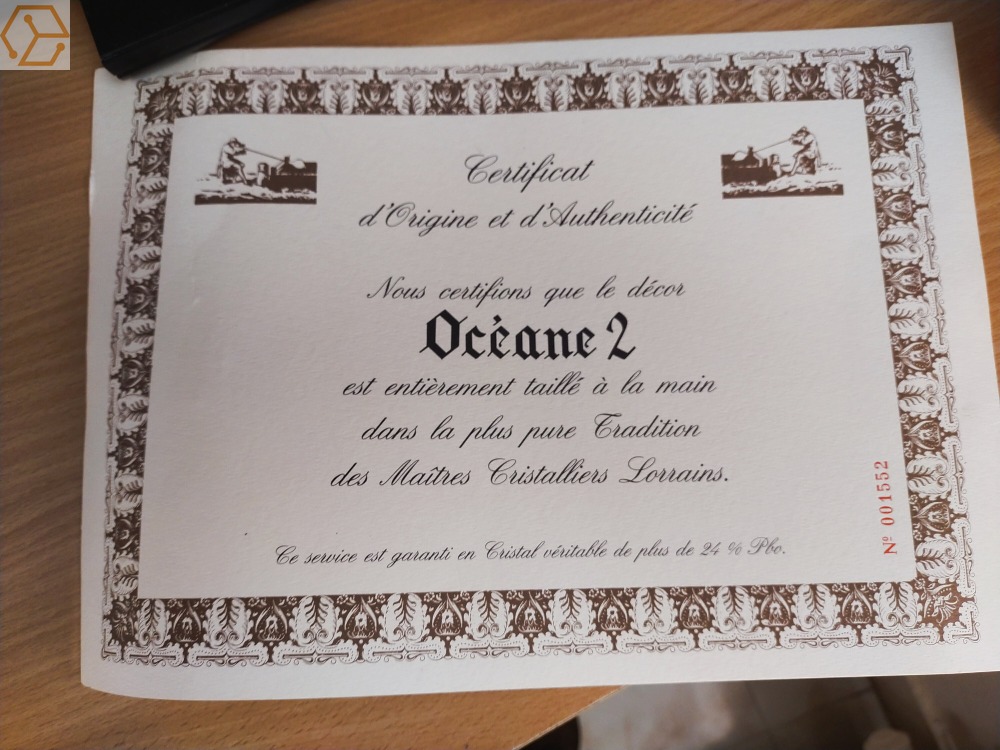 Certificat
d'Origine et d'Authenticité
Nous certifions que le décor
Océane 2
est entièrement taillé à la main
dans la plus pure Tradition
des Maîtres Cristalliers Lorrains.
Ce service est garanti en Cristal véritable de plus de 24 % Pbo.
Nº 001552